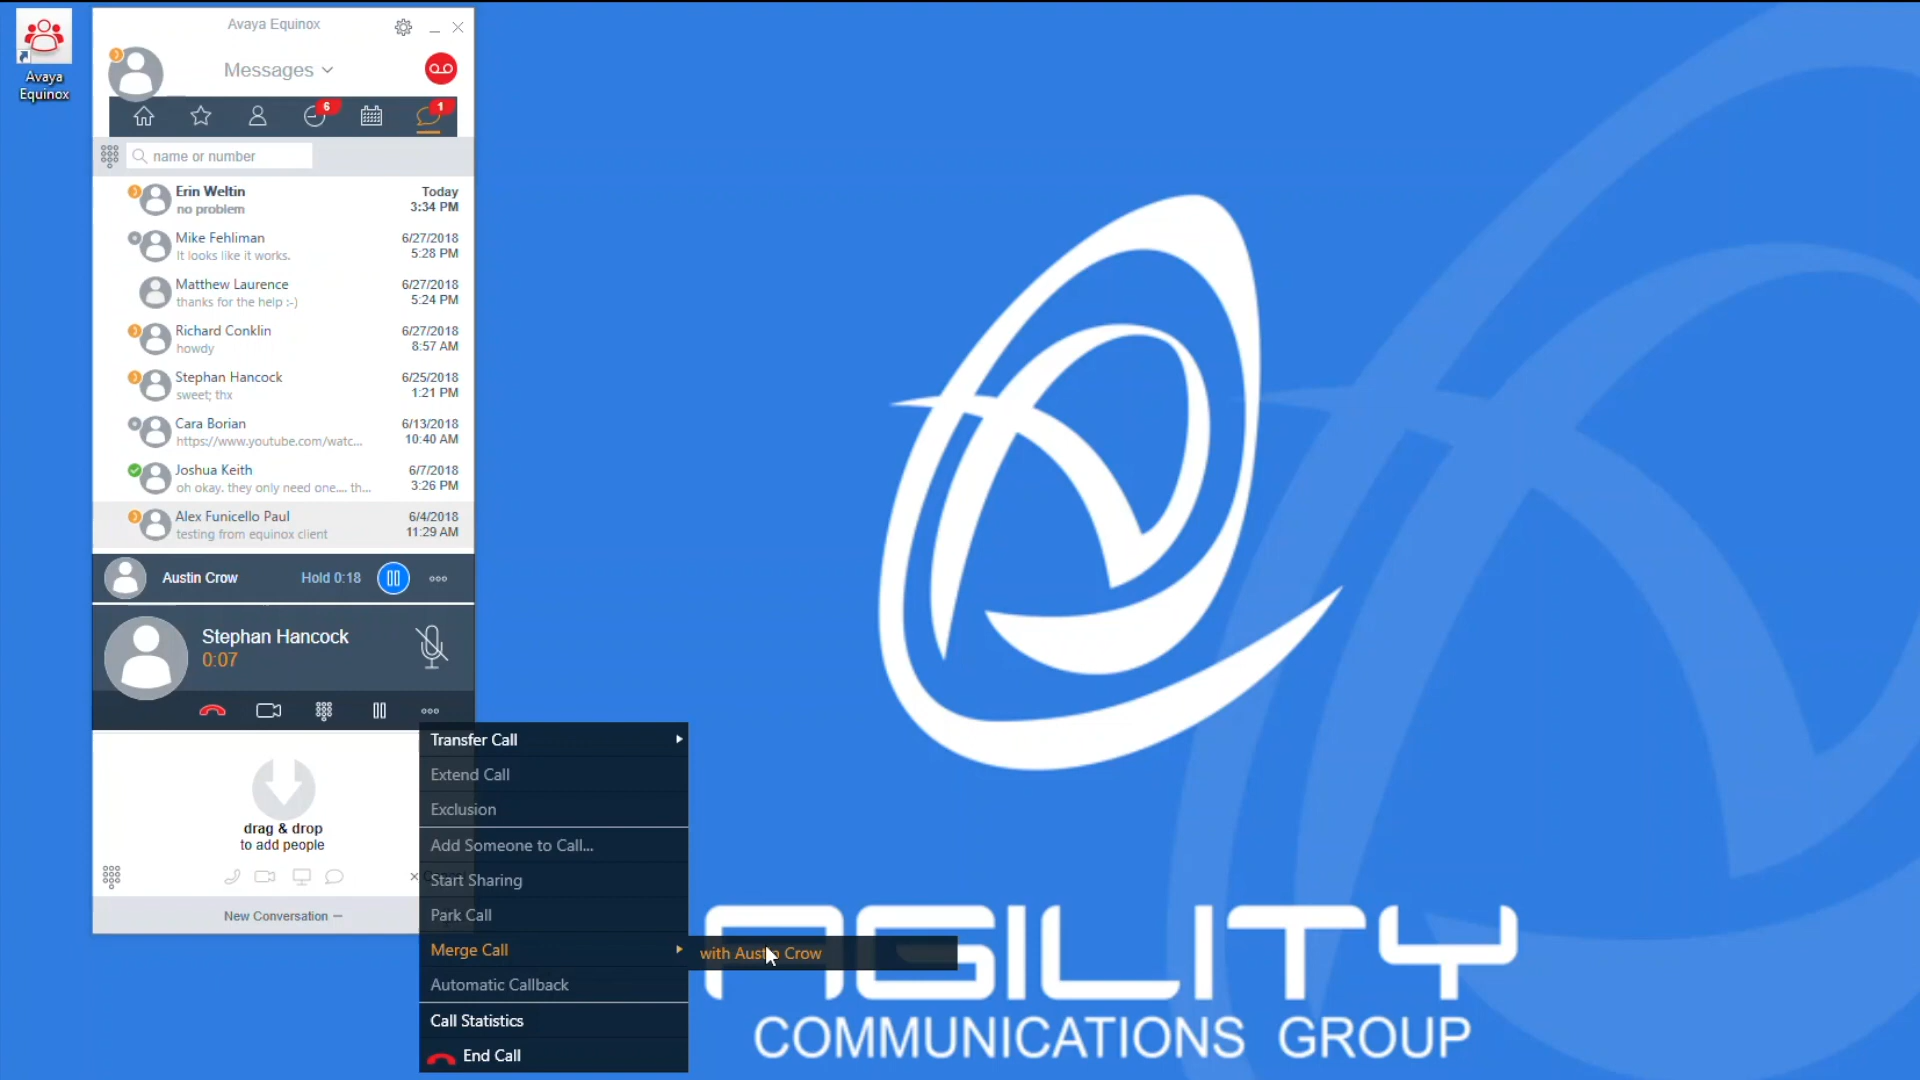 Avaya Equinox
Avaya
Equinox
Messages
6
1
name or number
Erin Weltin
no problem
Today
3:34 PM
Mike Fehliman
It looks like it works.
6/27/2018
5:28 PM
Matthew Laurence
thanks for the help :-)
6/27/2018
5:24 PM
Richard Conklin
howdy
6/27/2018
8:57 AM
Stephan Hancock
sweet; thx
6/25/2018
1:21 PM
Cara Borian
https://www.youtube.com/watc...
6/13/2018
10:40 AM
Joshua Keith
oh okay. they only need one.... th...
6/7/2018
3:26 PM
Alex Funicello Paul
testing from equinox client
6/4/2018
11:29 AM
Austin Crow Hold 0:18
Stephan Hancock
0:07
Transfer Call
Extend Call
Exclusion
Add Someone to Call...
Start Sharing
Park Call
Merge Call
with Austin Crow
Automatic Callback
Call Statistics
End Call
drag & drop
to add people
New Conversation
AGILITY
COMMUNICATIONS GROUP